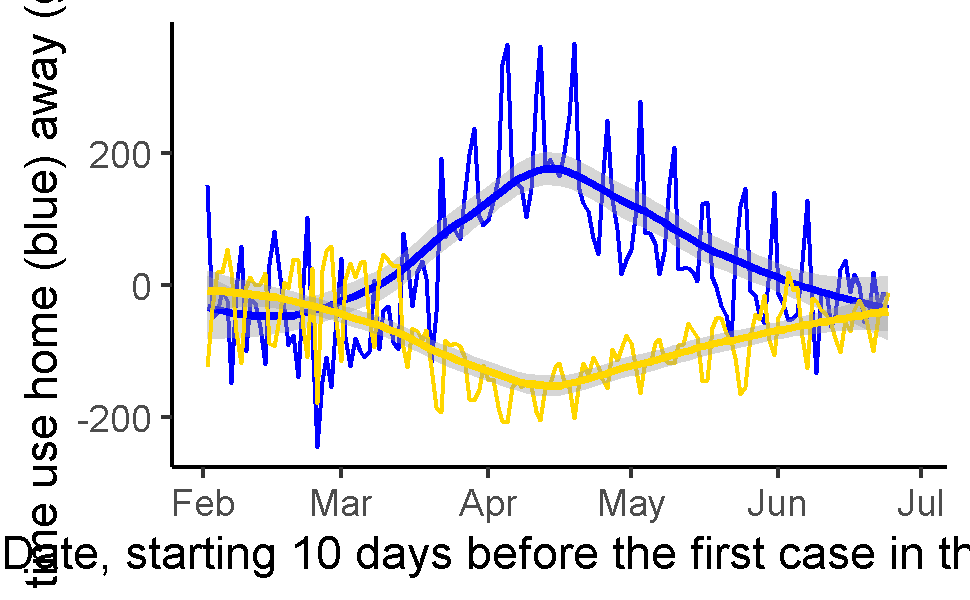 time use home (blue) away (
200
0
-200
Feb Mar Apr May Jun Jul
Date, starting 10 days before the first case in th